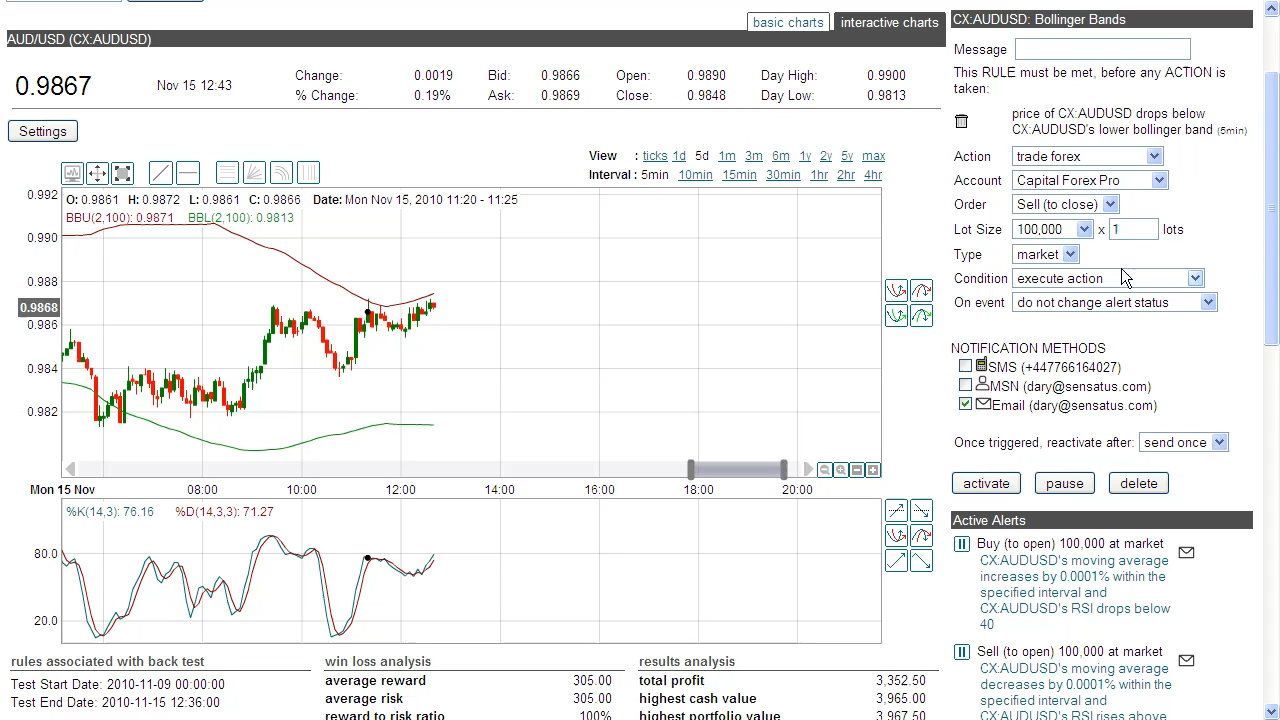 basic charts
interactive charts
AUD/USD (CX:AUDUSD)
0.9867
Nov 15 12:43
Change: 0.0019 Bid: 0.9866 Open: 0.9890 Day High: 0.9900
% Change: 0.19% Ask: 0.9869 Close: 0.9848 Day Low: 0.9813
Settings
View : ticks 1d 5d 1m 3m 6m 1y 2y 5y max
Interval : 5min 10min 15min 30min 1hr 2hr 4hr
O: 0.9861 H: 0.9872 L: 0.9861 C: 0.9866 Date: Mon Nov 15, 2010 11:20 - 11:25
BBU(2,100): 0.9871 BBL(2,100): 0.9813
0.992
0.990
0.988
0.9868
0.986
0.984
0.982
Mon 15 Nov 08:00 10:00 12:00 14:00 16:00 18:00 20:00
%K(14,3): 76.16 %D(14,3,3): 71.27
80.0
20.0
rules associated with back test
Test Start Date: 2010-11-09 00:00:00
Test End Date: 2010-11-15 12:36:00
win loss analysis
average reward 305.00
average risk 305.00
reward to risk ratio 100%
results analysis
total profit 3,352.50
highest cash value 3,965.00
highest portfolio value 3,967.50
CX:AUDUSD: Bollinger Bands
Message
This RULE must be met, before any ACTION is
taken:
price of CX:AUDUSD drops below
CX:AUDUSD's lower bollinger band (5min)
Action trade forex
Account Capital Forex Pro
Order Sell (to close)
Lot Size 100,000 x 1 lots
Type market
Condition execute action
On event do not change alert status
NOTIFICATION METHODS
SMS (+447766164027)
MSN (dary@sensatus.com)
Email (dary@sensatus.com)
Once triggered, reactivate after: send once
activate pause delete
Active Alerts
Buy (to open) 100,000 at market
CX:AUDUSD's moving average
increases by 0.0001% within the
specified interval and
CX:AUDUSD's RSI drops below
40
Sell (to open) 100,000 at market
CX:AUDUSD's moving average
decreases by 0.0001% within the
specified interval and
CX:AUDUSD's RSI rises above